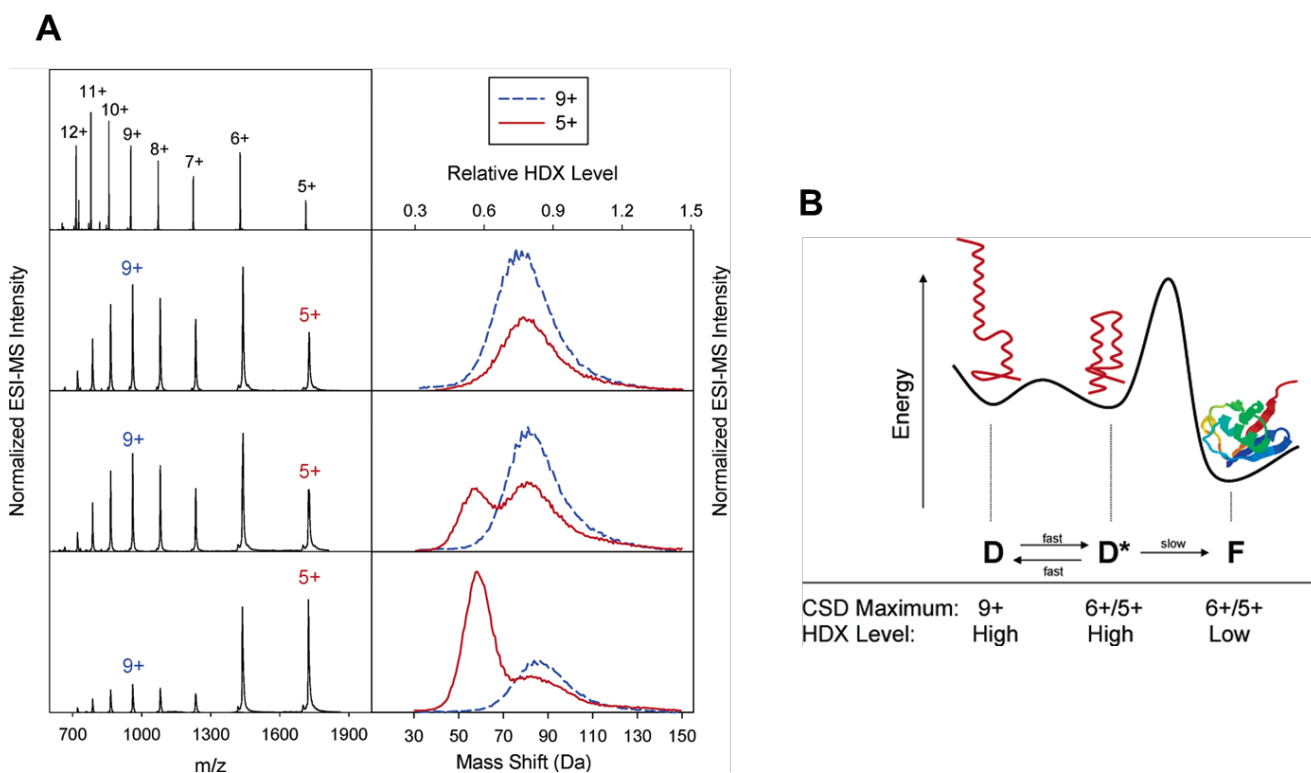 A
12+
11+
10+
9+
8+
7+
6+
5+
9+
5+
Relative HDX Level
0.3 0.6 0.9 1.2 1.5
Normalized ESI-MS Intensity
9+
5+
9+
5+
9+
5+
Normalized ESI-MS Intensity
700 1000 1300 1600 1900
m/z
30 50 70 90 110 130 150
Mass Shift (Da)
B
Energy
D fast fast D* slow F
CSD Maximum: 9+ 6+/5+ 6+/5+
HDX Level: High High Low